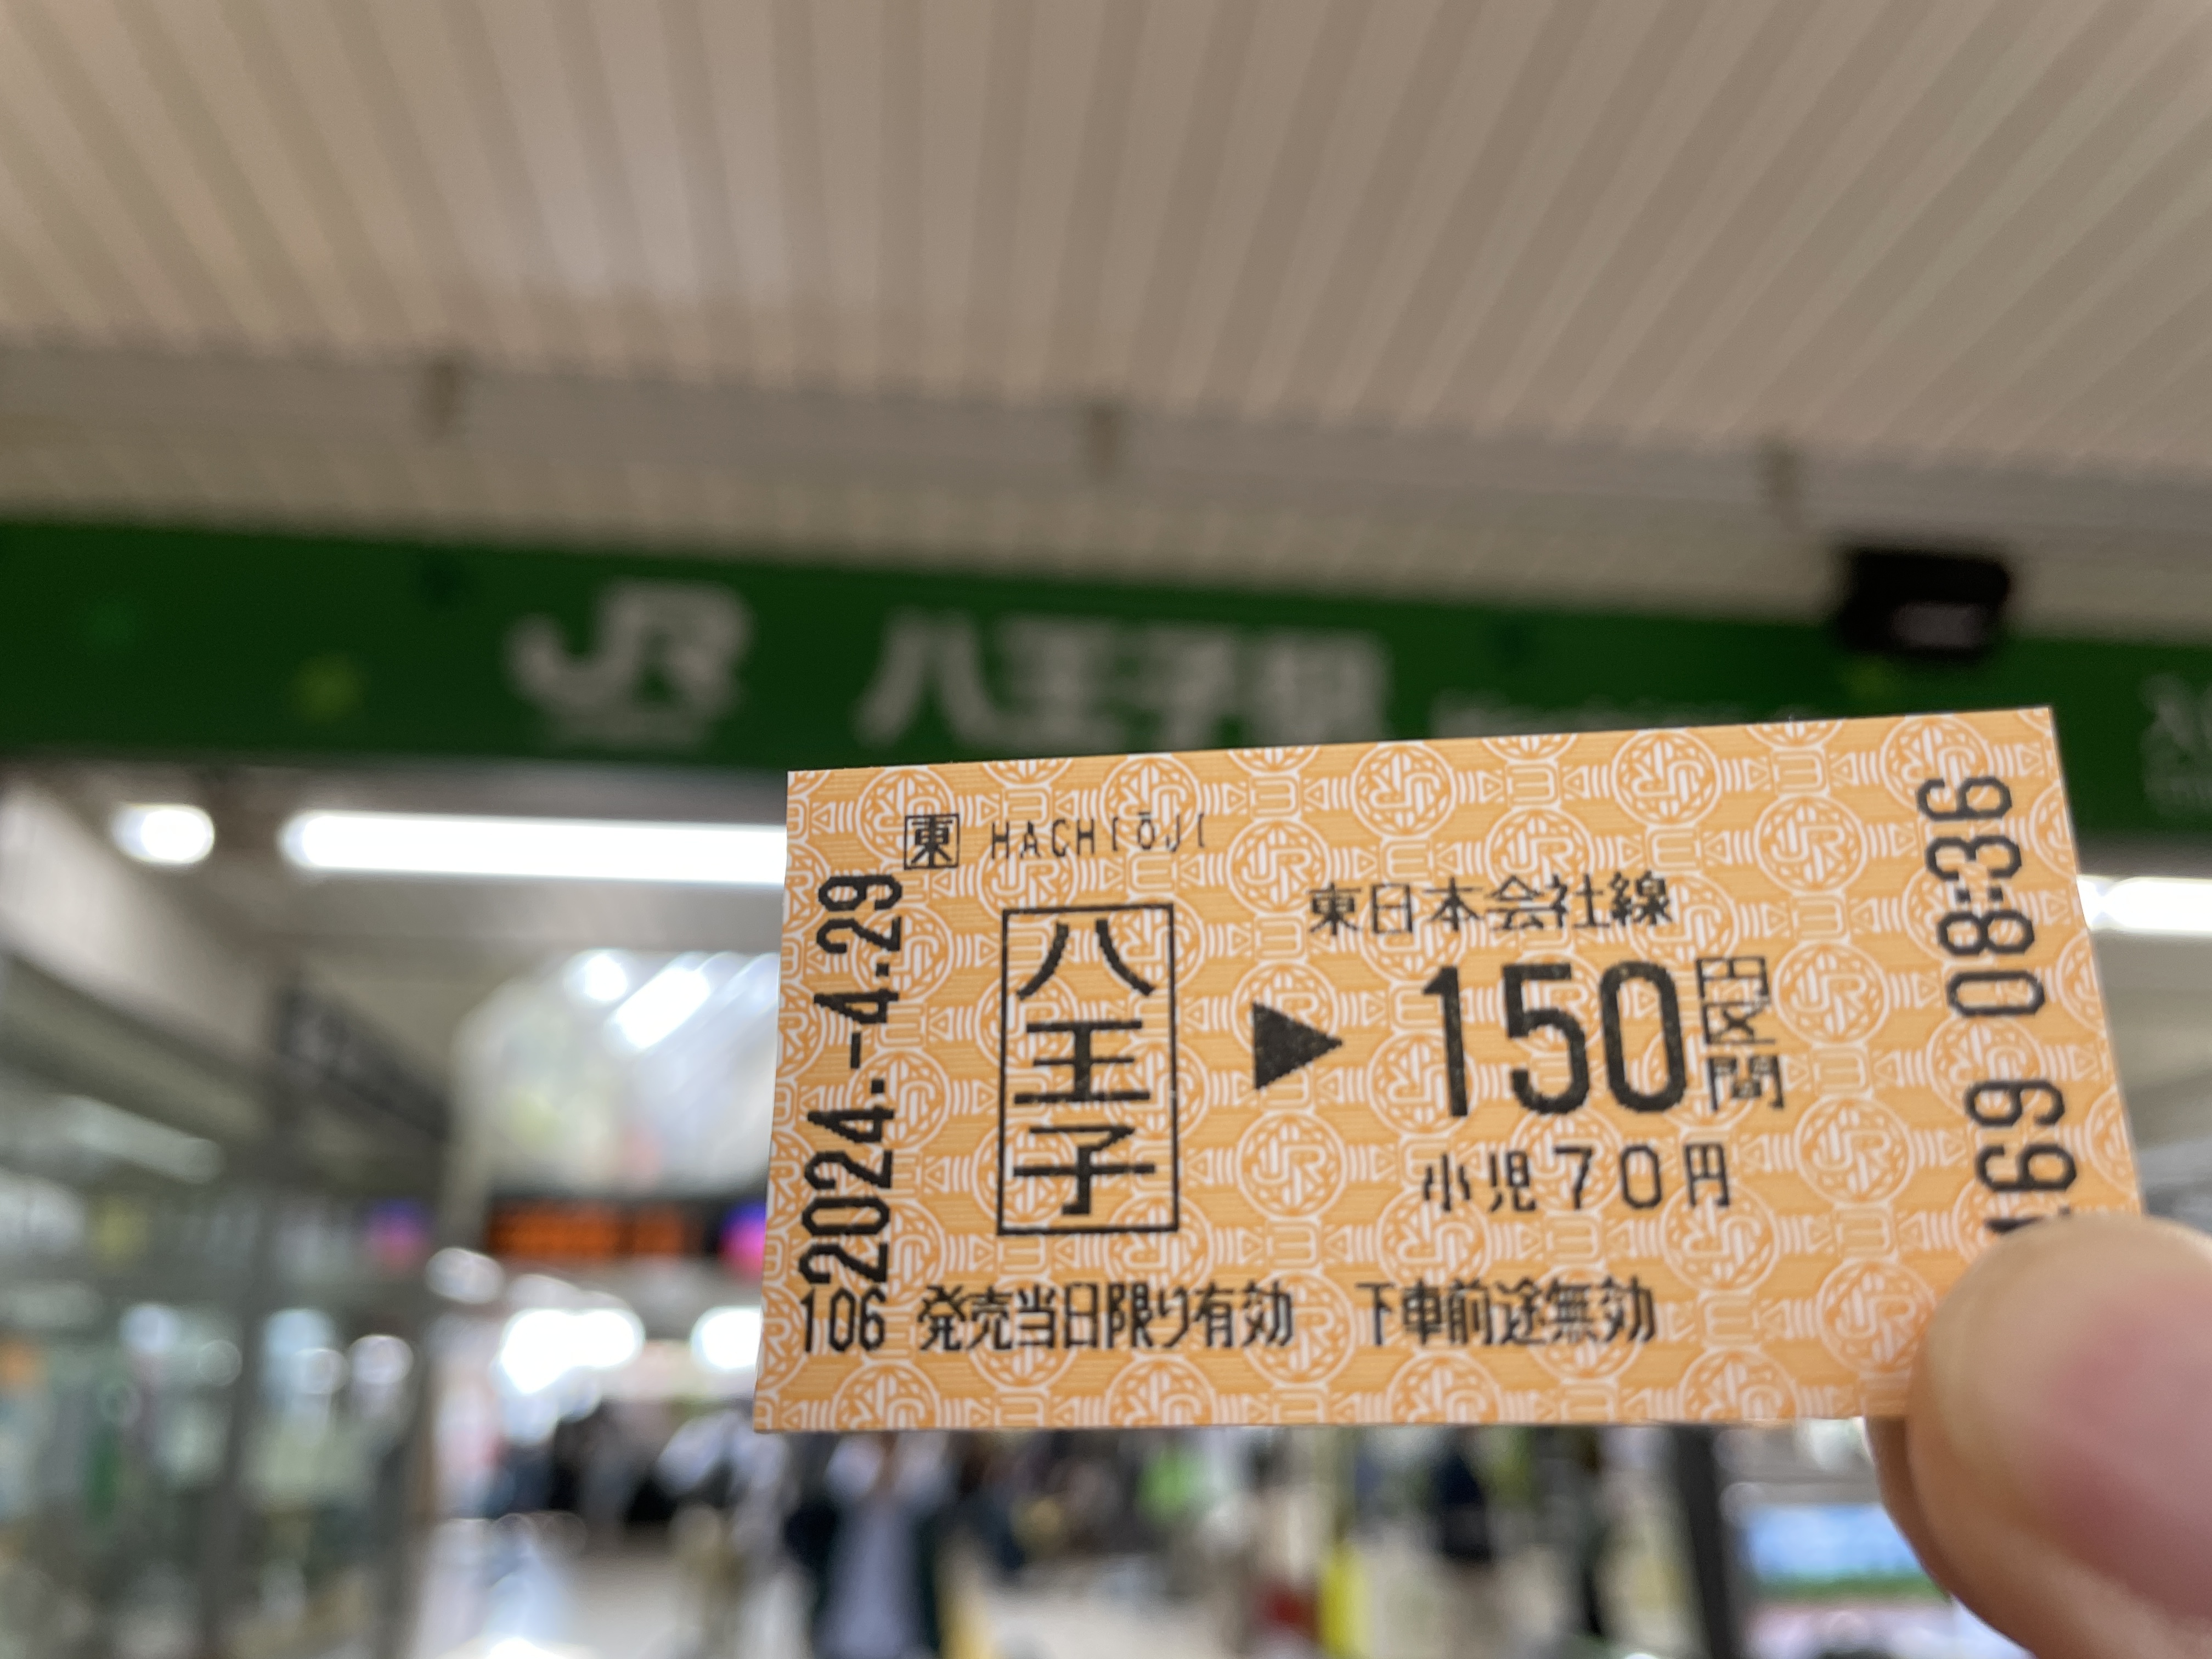 JR 八王子駅
東 HACHIŌJI
2024.-4.29
八王子
▶
東日本会社線
150円区間
小児70円
169 08:36
106 発売当日限り有効 下車前途無効